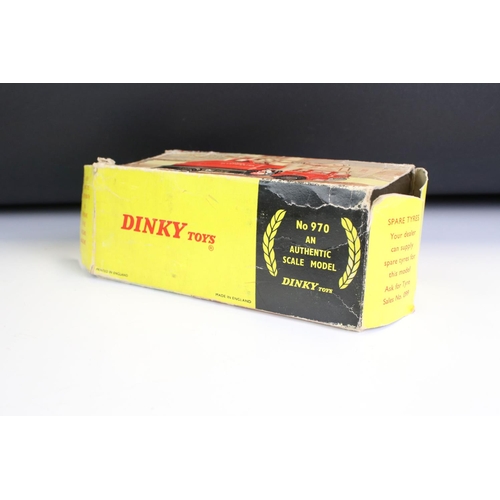 DINKY TOYS
®
MADE IN ENGLAND
No 970
AN
AUTHENTIC
SCALE MODEL
DINKY TOYS
SPARE TYRES
Your dealer
can supply
spare tyres for
this model
Ask for Tyre
Sales No.